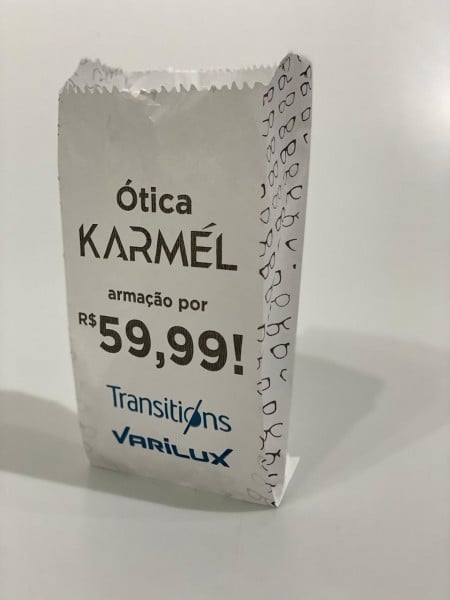 Ótica
KARMÉL
armação por
R$ 59,99!
Transitions
VARILUX